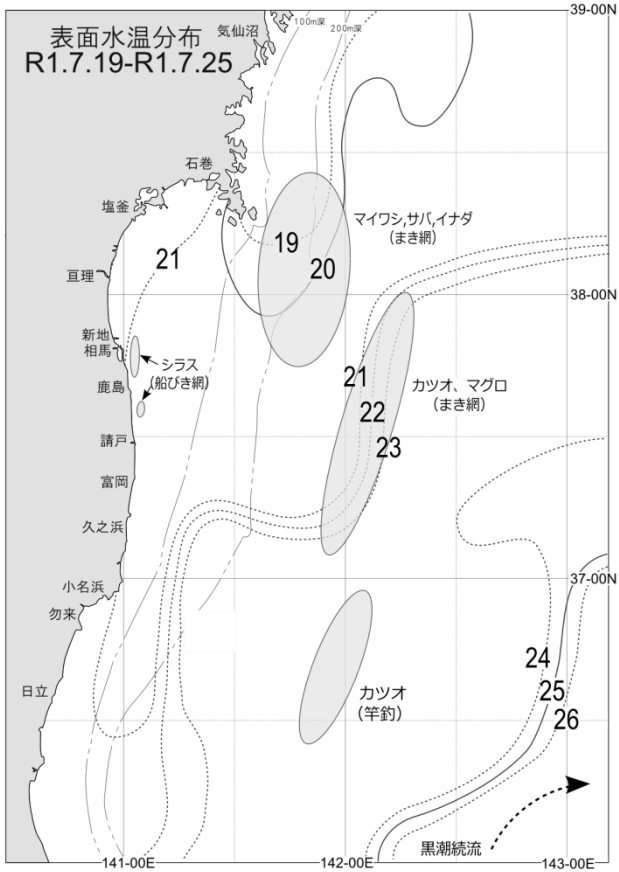 表面水温分布
R1.7.19-R1.7.25
気仙沼
100m深
200m深
39-00N
石巻
塩釜
マイワシ,サバ,イナダ
(まき網)
19
20
21
亘理
38-00N
新地
相馬
シラス
(船びき網)
鹿島
21
22
23
カツオ、マグロ
(まき網)
請戸
富岡
久之浜
37-00N
小名浜
勿来
24
25
26
日立
カツオ
(竿釣)
黒潮続流
141-00E
142-00E
143-00E